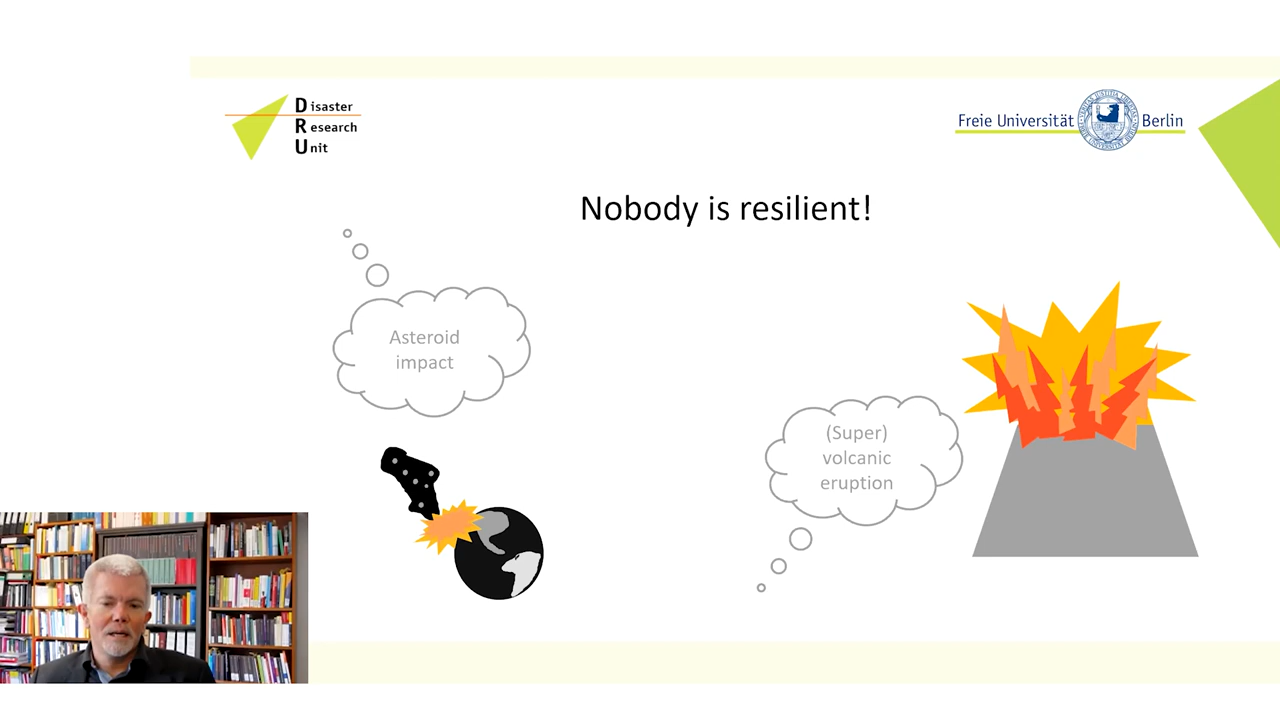 Disaster
Research
Unit
Freie Universität Berlin
Nobody is resilient!
Asteroid
impact
(Super)
volcanic
eruption